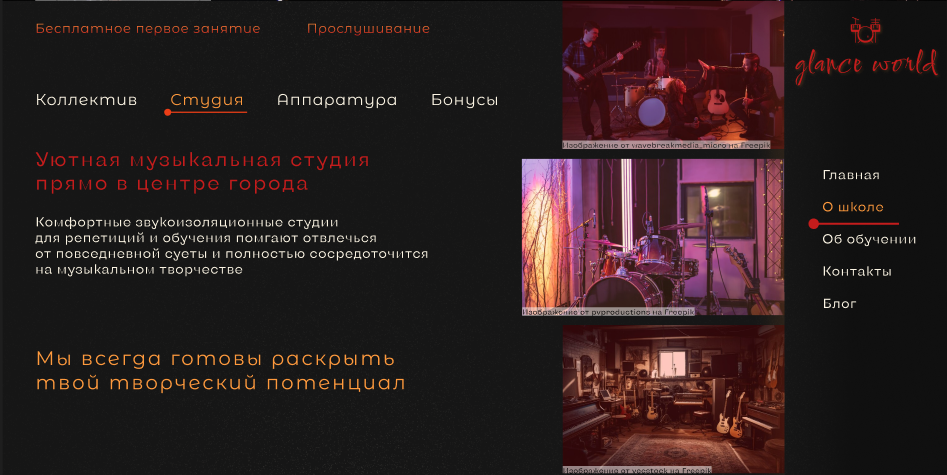 Бесплатное первое занятие
Прослушивание
Коллектив
Студия
Аппаратура
Бонусы
Уютная музыкальная студия
прямо в центре города
Комфортные звукоизоляционные студии
для репетиций и обучения помгают отвлечься
от повседневной суеты и полностью сосредоточится
на музыкальном творчестве
Мы всегда готовы раскрыть
твой творческий потенциал
Изображение от wavebreakmedia_micro на Freepik
Изображение от pvproductions на Freepik
Изображение от vecstock на Freepik
glance world
Главная
О школе
Об обучении
Контакты
Блог